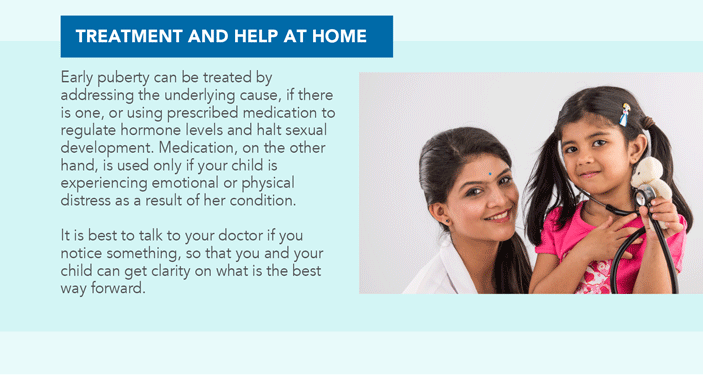 TREATMENT AND HELP AT HOME
Early puberty can be treated by
addressing the underlying cause, if there
is one, or using prescribed medication to
regulate hormone levels and halt sexual
development. Medication, on the other
hand, is used only if your child is
experiencing emotional or physical
distress as a result of her condition.
It is best to talk to your doctor if you
notice something, so that you and your
child can get clarity on what is the best
way forward.